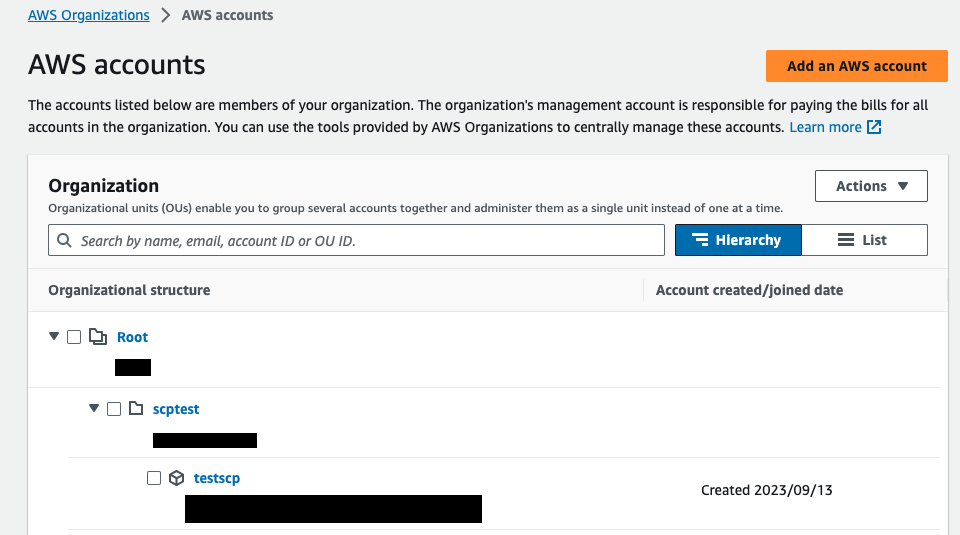 AWS Organizations > AWS accounts
AWS accounts
Add an AWS account
The accounts listed below are members of your organization. The organization's management account is responsible for paying the bills for all
accounts in the organization. You can use the tools provided by AWS Organizations to centrally manage these accounts. Learn more
Organization
Actions
Organizational units (OUs) enable you to group several accounts together and administer them as a single unit instead of one at a time.
Search by name, email, account ID or OU ID.
Hierarchy
List
Organizational structure
Account created/joined date
Root
scptest
testscp
Created 2023/09/13